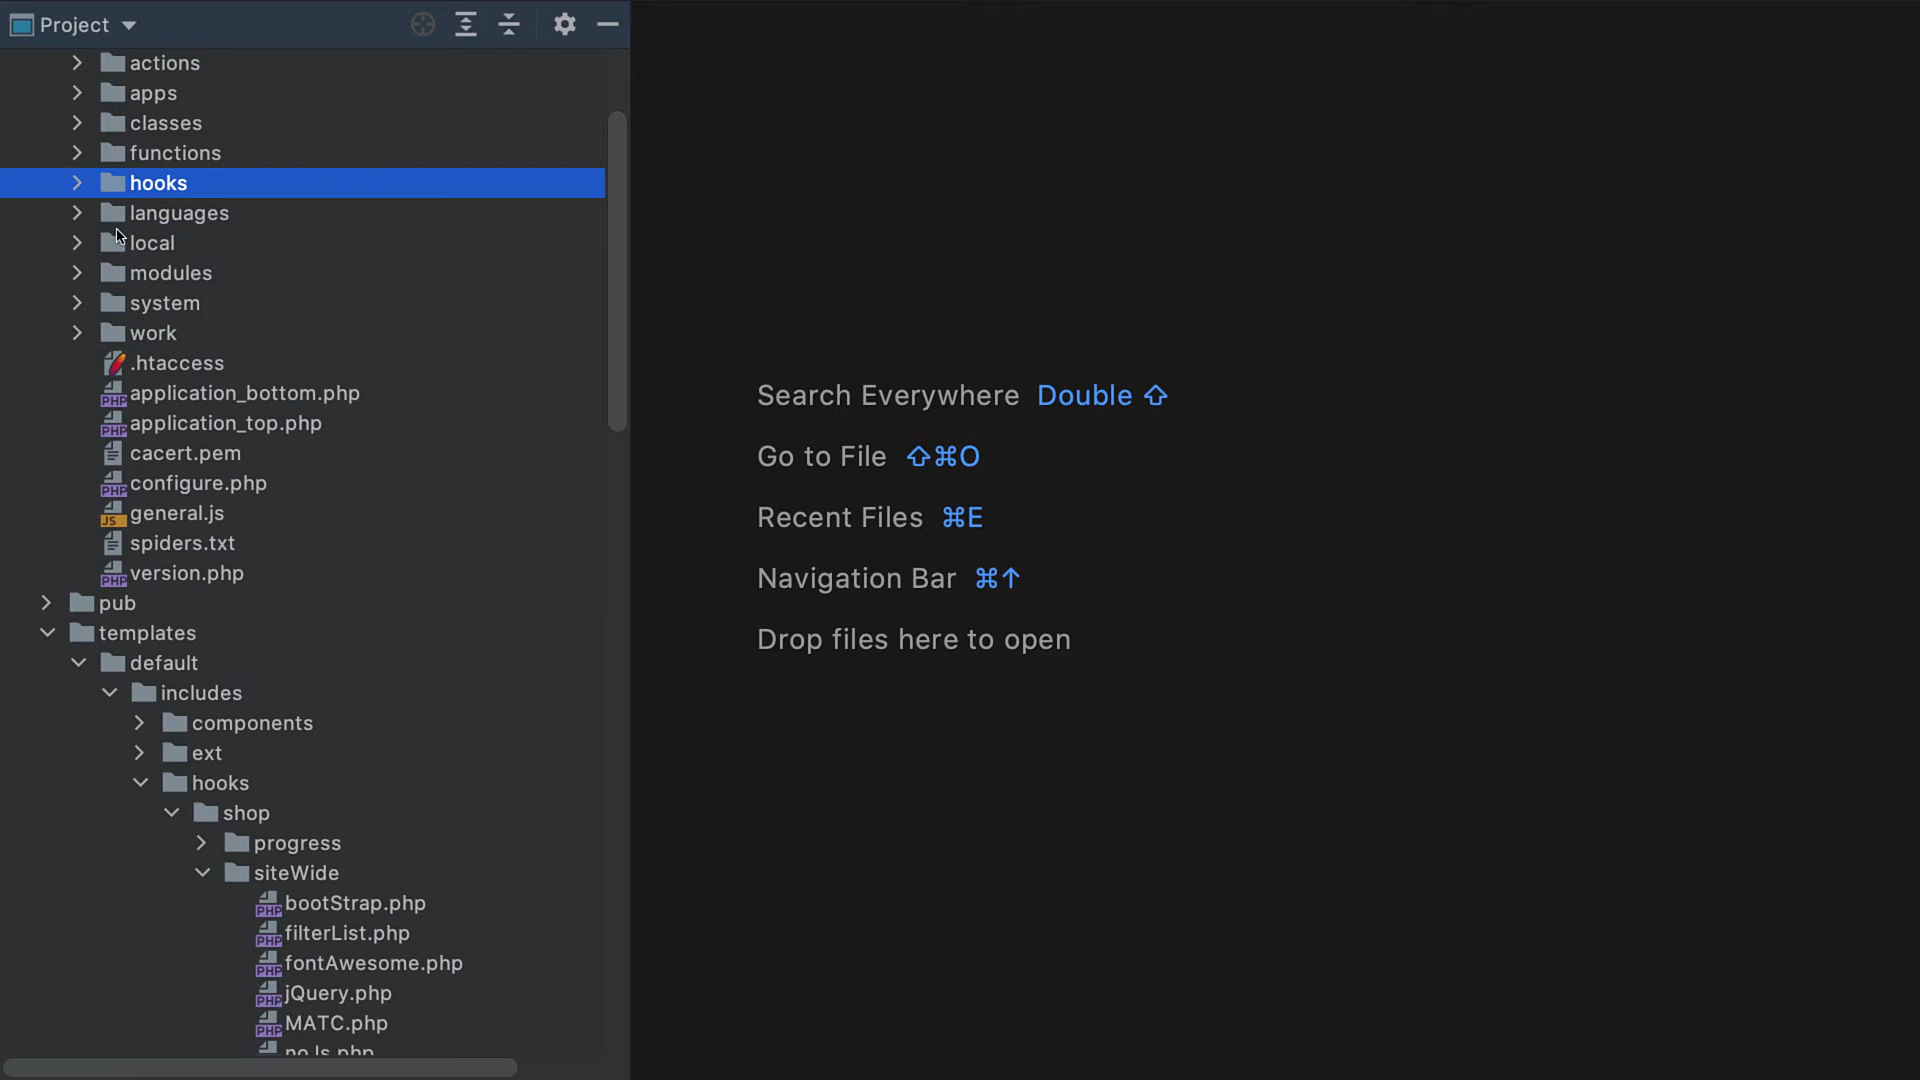 Project
actions
apps
classes
functions
hooks
languages
local
modules
system
work
.htaccess
application_bottom.php
application_top.php
cacert.pem
configure.php
general.js
spiders.txt
version.php
pub
templates
default
includes
components
ext
hooks
shop
progress
siteWide
bootStrap.php
filterList.php
fontAwesome.php
jQuery.php
MATC.php
Search Everywhere Double ⇧
Go to File ⇧⌘O
Recent Files ⌘E
Navigation Bar ⌘↑
Drop files here to open